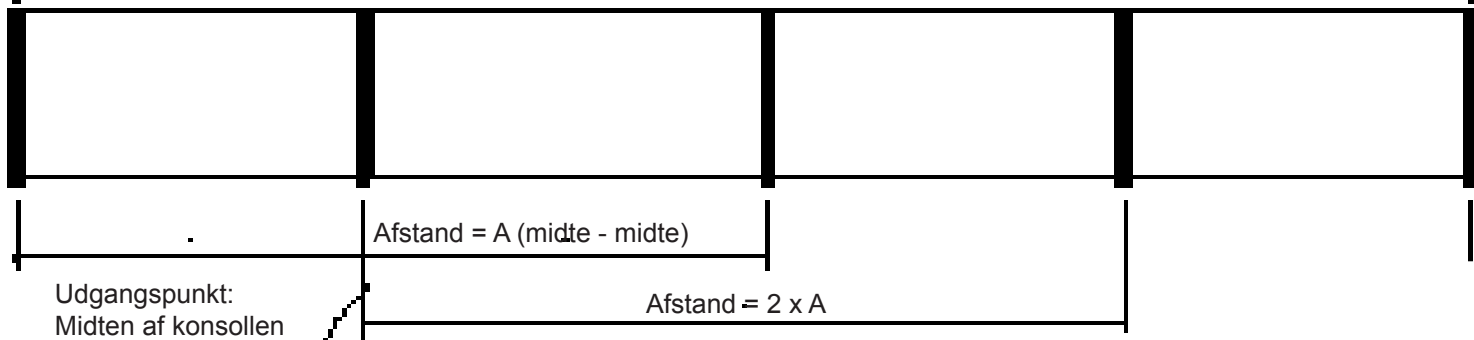 Afstand = A (midte - midte)
Udgangspunkt:
Midten af konsollen
Afstand = 2 x A